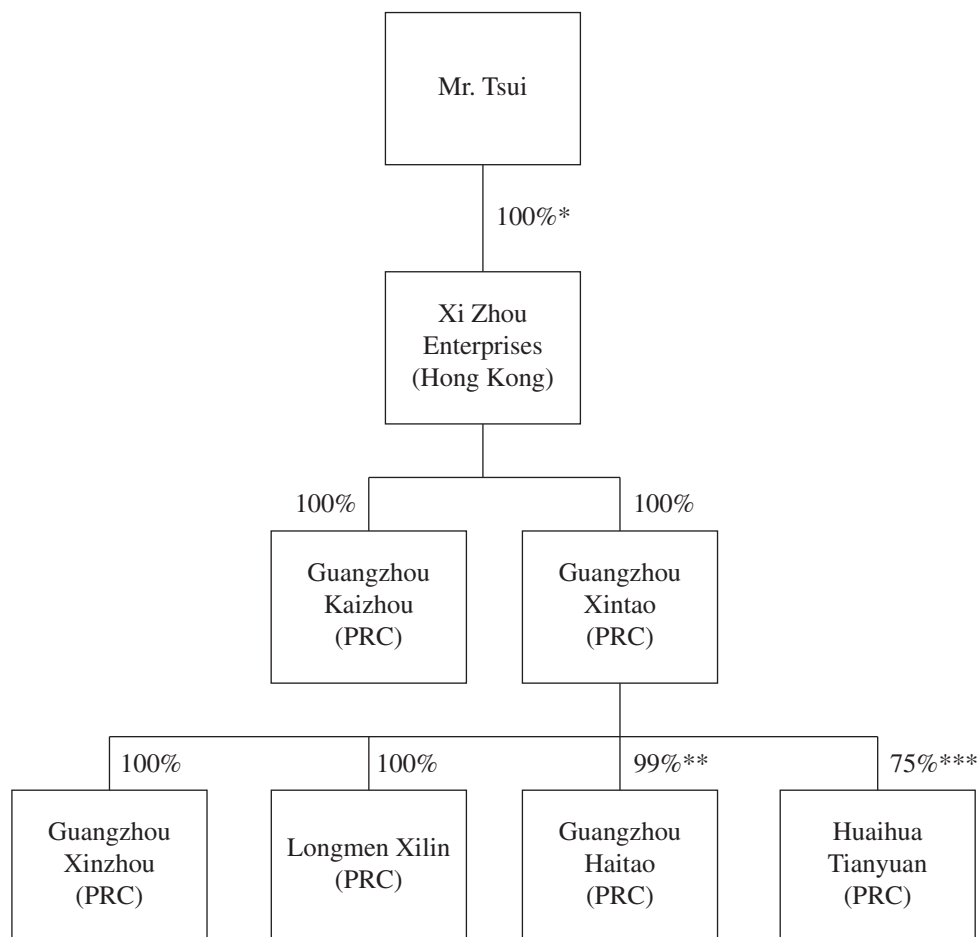 Mr. Tsui
100%*
Xi Zhou
Enterprises
(Hong Kong)
100%
100%
Guangzhou
Kaizhou
(PRC)
Guangzhou
Xintao
(PRC)
100%
100%
99%**
75%***
Guangzhou
Xinzhou
(PRC)
Longmen Xilin
(PRC)
Guangzhou
Haitao
(PRC)
Huaihua
Tianyuan
(PRC)